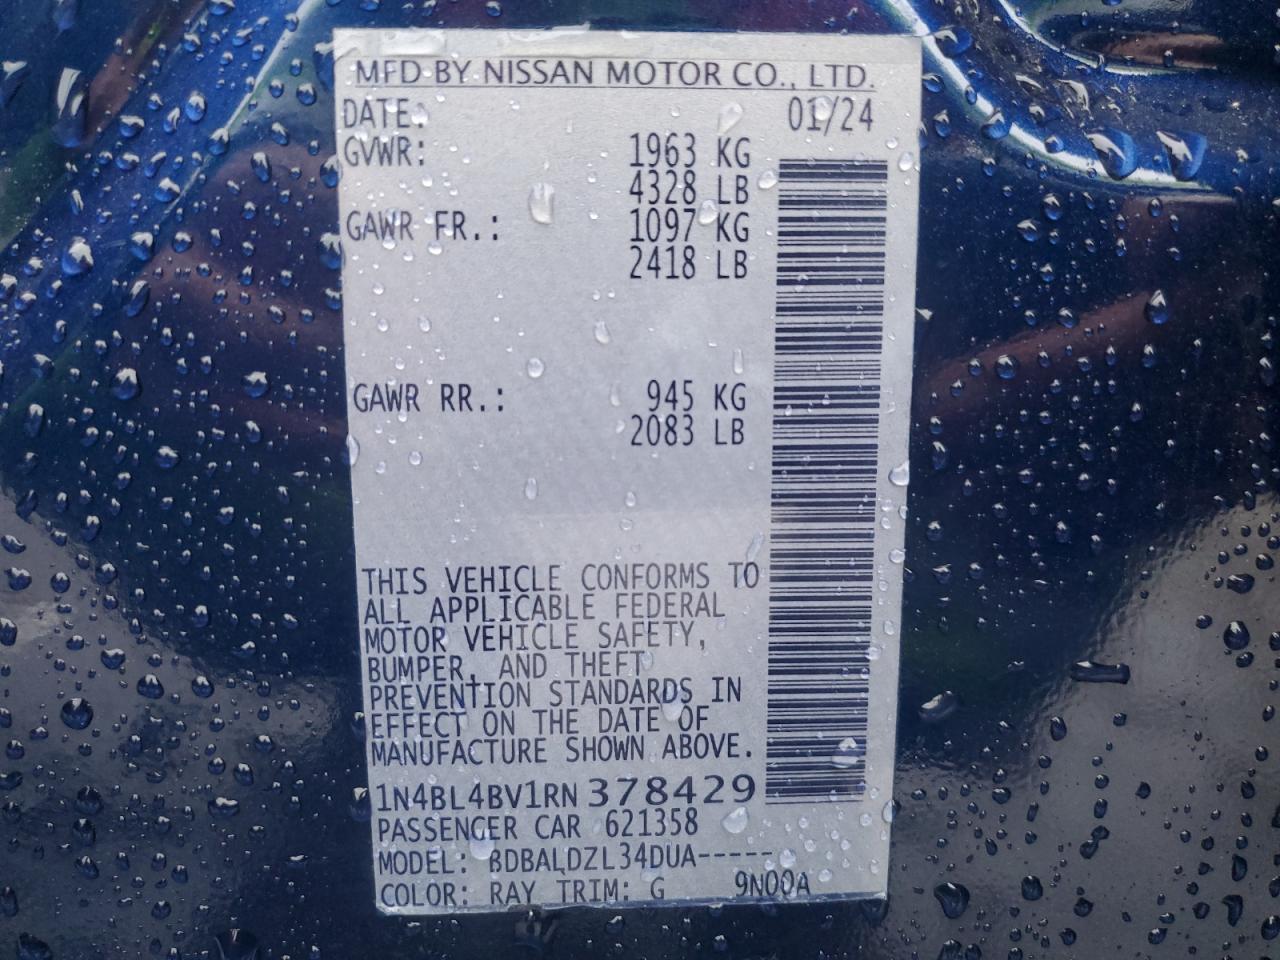 MFD BY NISSAN MOTOR CO., LTD.
DATE: 01/24
GVWR: 1963 KG
4328 LB
GAWR FR.: 1097 KG
2418 LB
GAWR RR.: 945 KG
2083 LB
THIS VEHICLE CONFORMS TO
ALL APPLICABLE FEDERAL
MOTOR VEHICLE SAFETY,
BUMPER, AND THEFT
PREVENTION STANDARDS IN
EFFECT ON THE DATE OF
MANUFACTURE SHOWN ABOVE.
1N4BL4BV1RN378429
PASSENGER CAR 621358
MODEL: BDBALDZL34DUA-----
COLOR: RAY TRIM: G 9N00A